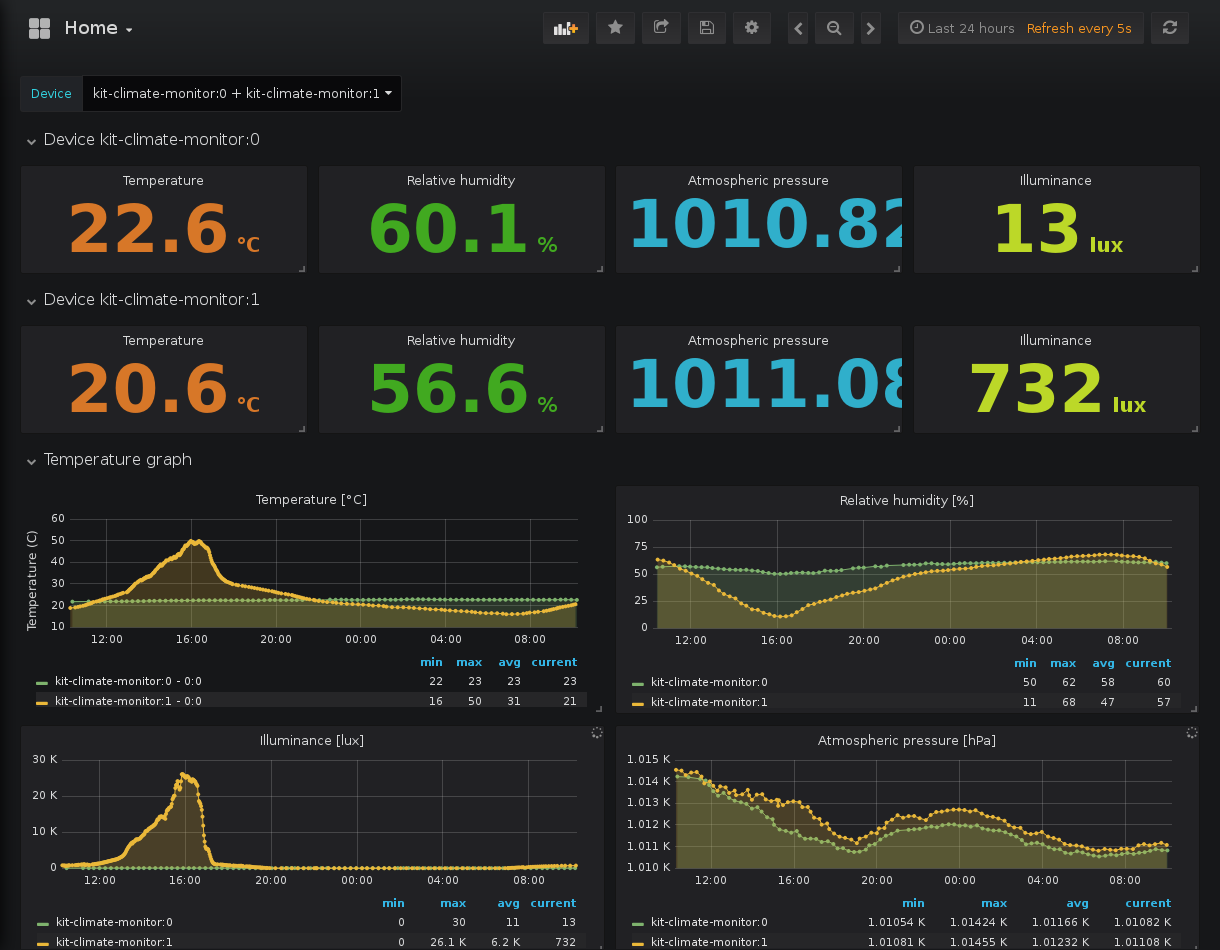 Home
Last 24 hours Refresh every 5s
Device kit-climate-monitor:0 + kit-climate-monitor:1
Device kit-climate-monitor:0
Temperature Relative humidity Atmospheric pressure Illuminance
22.6 °C 60.1 % 1010.82 13 lux
Device kit-climate-monitor:1
Temperature Relative humidity Atmospheric pressure Illuminance
20.6 °C 56.6 % 1011.08 732 lux
Temperature graph
Temperature [°C]
Temperature (C)
60
50
40
30
20
10
12:00 16:00 20:00 00:00 04:00 08:00
min max avg current
kit-climate-monitor:0 - 0:0 22 23 23 23
kit-climate-monitor:1 - 0:0 16 50 31 21
Relative humidity [%]
100
75
50
25
0
12:00 16:00 20:00 00:00 04:00 08:00
min max avg current
kit-climate-monitor:0 50 62 58 60
kit-climate-monitor:1 11 68 47 57
Illuminance [lux]
30 K
20 K
10 K
0
12:00 16:00 20:00 00:00 04:00 08:00
min max avg current
kit-climate-monitor:0 0 30 11 13
kit-climate-monitor:1 0 26.1 K 6.2 K 732
Atmospheric pressure [hPa]
1.015 K
1.014 K
1.013 K
1.012 K
1.011 K
1.010 K
12:00 16:00 20:00 00:00 04:00 08:00
min max avg current
kit-climate-monitor:0 1.01054 K 1.01424 K 1.01166 K 1.01082 K
kit-climate-monitor:1 1.01081 K 1.01455 K 1.01232 K 1.01108 K